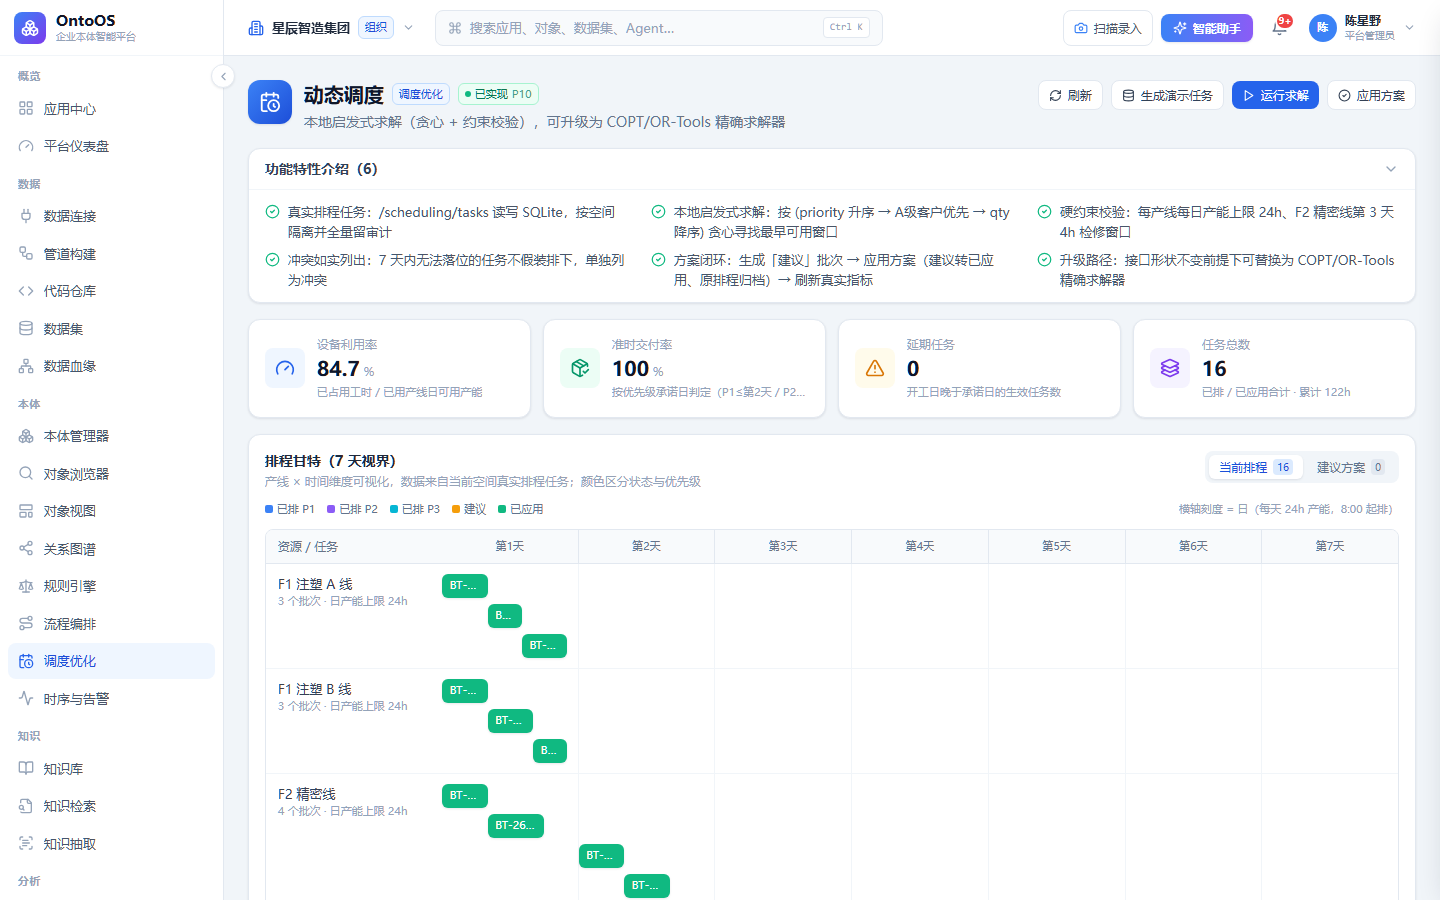 OntoOS
企业本体智能平台
星辰智造集团
组织
搜索应用、对象、数据集、Agent...
Ctrl K
扫描录入
智能助手
9+
陈
陈星野
平台管理员
概览
应用中心
平台仪表盘
数据
数据连接
管道构建
代码仓库
数据集
数据血缘
本体
本体管理器
对象浏览器
对象视图
关系图谱
规则引擎
流程编排
调度优化
时序与告警
知识
知识库
知识检索
知识抽取
分析
动态调度
调度优化
已实现 P10
本地启发式求解（贪心 + 约束校验），可升级为 COPT/OR-Tools 精确求解器
刷新
生成演示任务
运行求解
应用方案
功能特性介绍（6）
真实排程任务：/scheduling/tasks 读写 SQLite，按空间
隔离并全量留审计
本地启发式求解：按 (priority 升序 → A级客户优先 → qty
降序) 贪心寻找最早可用窗口
硬约束校验：每产线每日产能上限 24h、F2 精密线第 3 天
4h 检修窗口
冲突如实列出：7 天内无法落位的任务不假装排下，单独列
为冲突
方案闭环：生成「建议」批次 → 应用方案（建议转已应
用、原排程归档）→ 刷新真实指标
升级路径：接口形状不变前提下可替换为 COPT/OR-Tools
精确求解器
设备利用率
84.7 %
已占用工时 / 已用产线日可用产能
准时交付率
100 %
按优先级承诺日判定（P1≤第2天 / P2...
延期任务
0
开工日晚于承诺日的生效任务数
任务总数
16
已排 / 已应用合计 · 累计 122h
排程甘特（7 天视界）
产线 × 时间维度可视化，数据来自当前空间真实排程任务；颜色区分状态与优先级
当前排程 16
建议方案 0
已排 P1
已排 P2
已排 P3
建议
已应用
横轴刻度 = 日（每天 24h 产能，8:00 起排）
资源 / 任务
第1天
第2天
第3天
第4天
第5天
第6天
第7天
F1 注塑 A 线
3 个批次 · 日产能上限 24h
BT-...
B...
BT-...
F1 注塑 B 线
3 个批次 · 日产能上限 24h
BT-...
BT-...
B...
F2 精密线
4 个批次 · 日产能上限 24h
BT-...
BT-26...
BT-...
BT-...